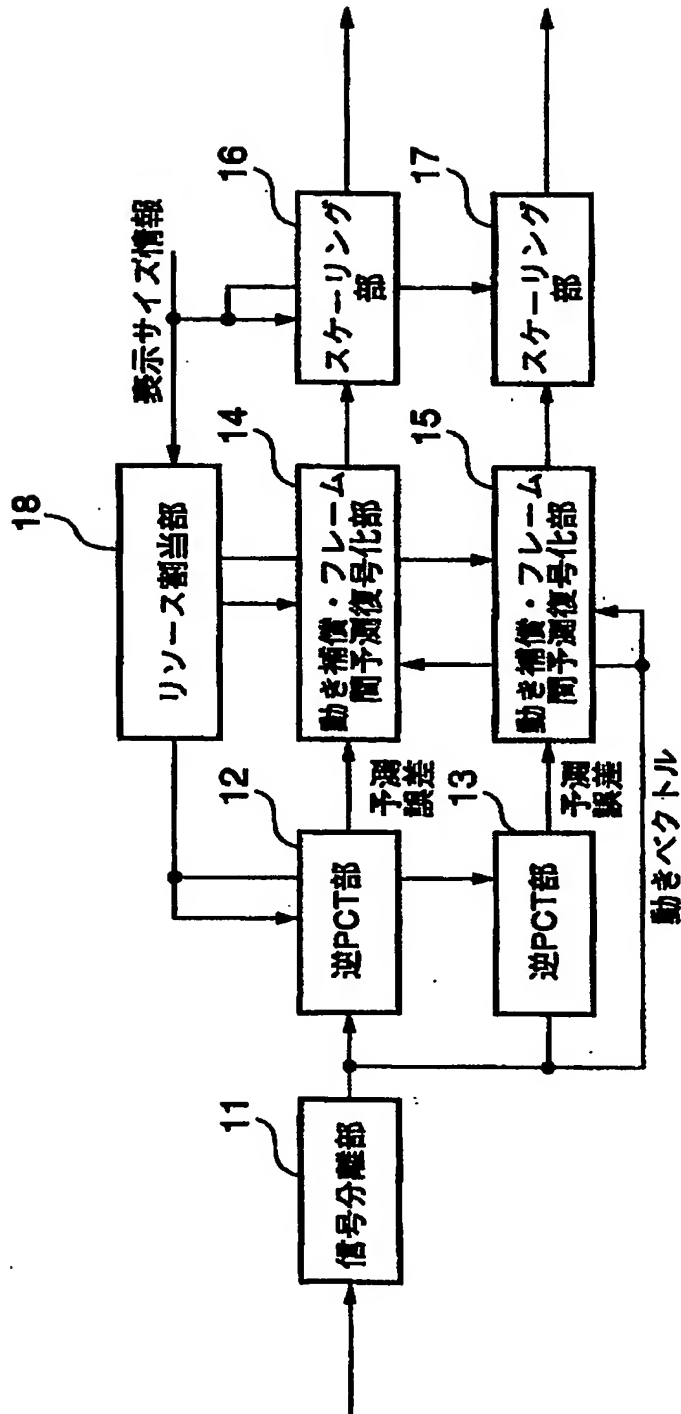 18
リソース割当部
表示サイズ情報
16
スケーリング
部
17
スケーリング
部
14
動き補償・フレーム
間予測復号化部
15
動き補償・フレーム
間予測復号化部
12
逆PCT部
予測
誤差
13
逆PCT部
予測
誤差
動きベクトル
11
信号分離部